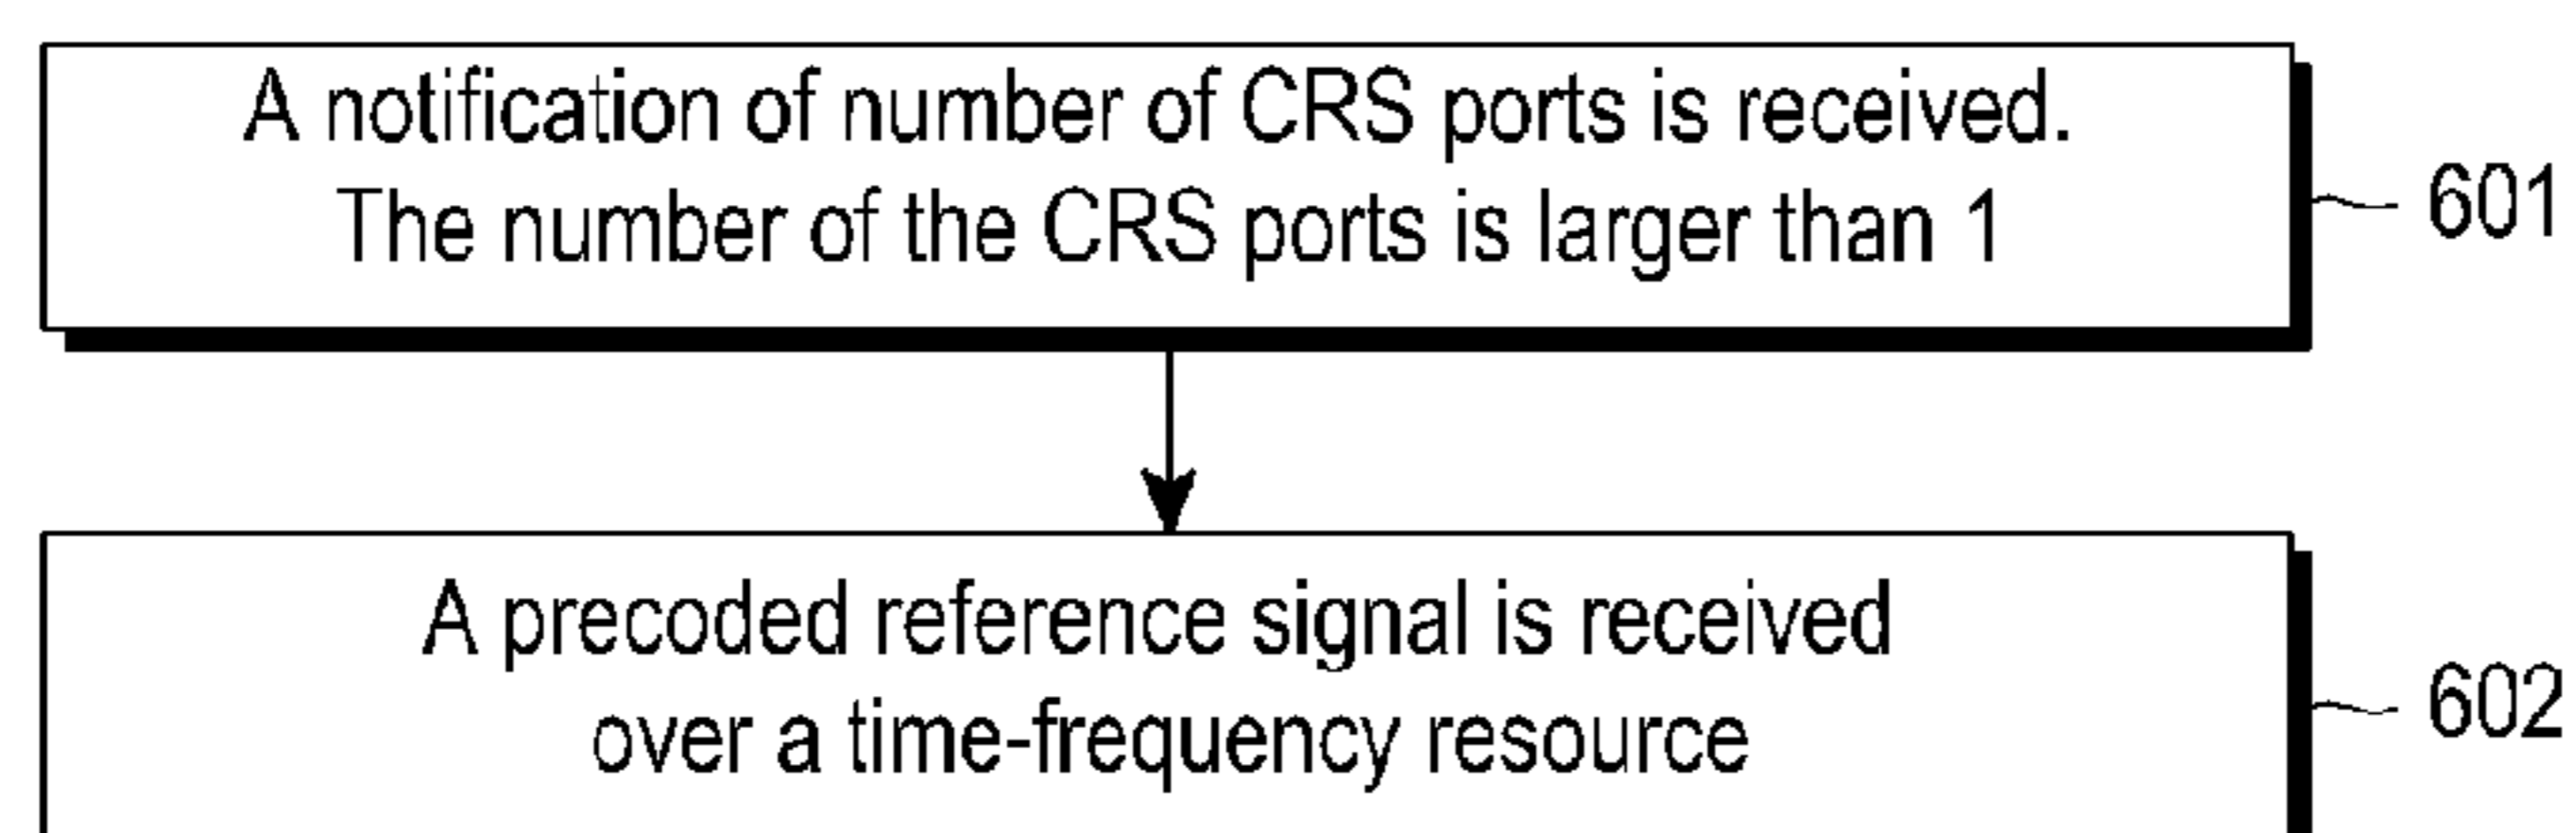 A notification of number of CRS ports is received.
The number of the CRS ports is larger than 1
601
A precoded reference signal is received
over a time-frequency resource
602